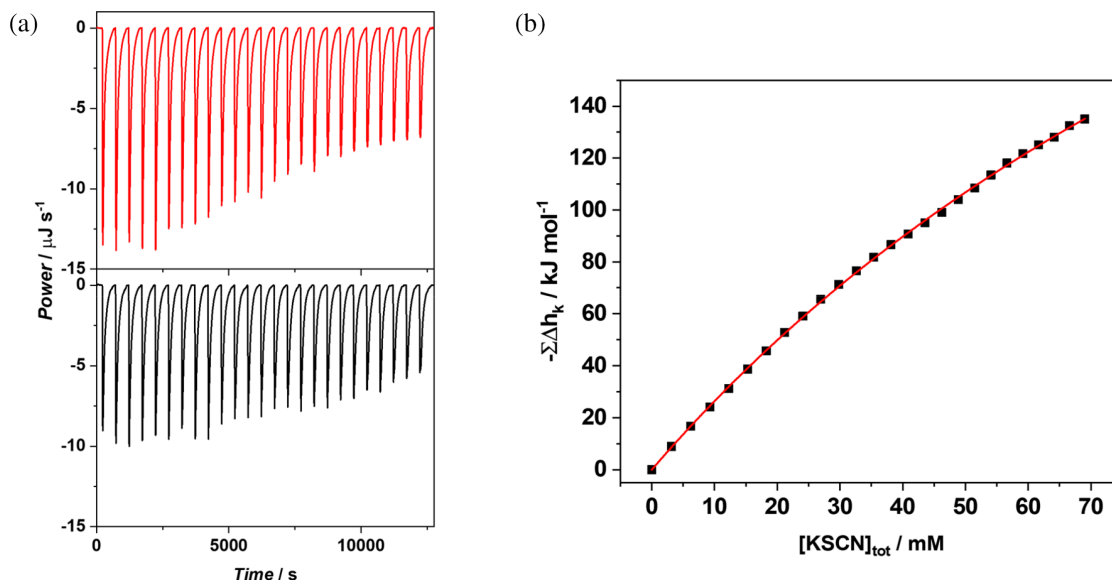 (a)
0
-5
-10
-15
0
-5
-10
-15
Power / μJ s⁻¹
0 5000 10000
Time / s
(b)
140
120
100
80
60
40
20
0
-ΣΔhₖ / kJ mol⁻¹
0 10 20 30 40 50 60 70
[KSCN]ₜₒₜ / mM